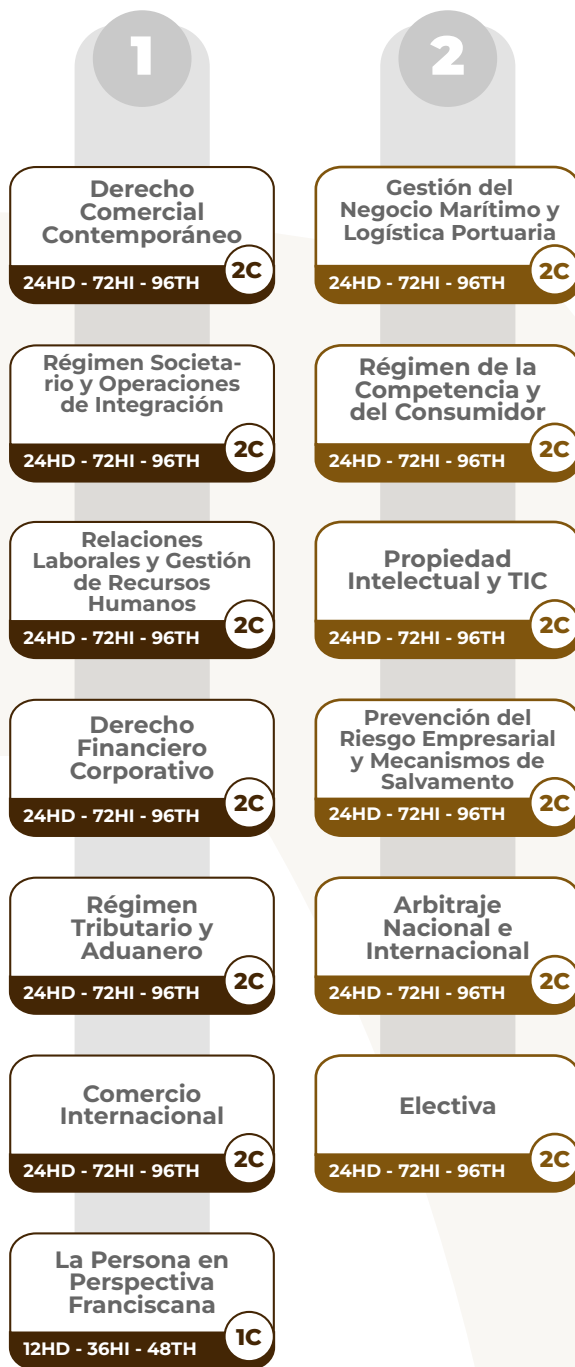 1
Derecho
Comercial
Contemporáneo
2C
24HD - 72HI - 96TH
Régimen Societa-
rio y Operaciones
de Integración
2C
24HD - 72HI - 96TH
Relaciones
Laborales y Gestión
de Recursos
Humanos
2C
24HD - 72HI - 96TH
Derecho
Financiero
Corporativo
2C
24HD - 72HI - 96TH
Régimen
Tributario y
Aduanero
2C
24HD - 72HI - 96TH
Comercio
Internacional
2C
24HD - 72HI - 96TH
La Persona en
Perspectiva
Franciscana
1C
12HD - 36HI - 48TH
2
Gestión del
Negocio Marítimo y
Logística Portuaria
2C
24HD - 72HI - 96TH
Régimen de la
Competencia y
del Consumidor
2C
24HD - 72HI - 96TH
Propiedad
Intelectual y TIC
2C
24HD - 72HI - 96TH
Prevención del
Riesgo Empresarial
y Mecanismos de
Salvamento
2C
24HD - 72HI - 96TH
Arbitraje
Nacional e
Internacional
2C
24HD - 72HI - 96TH
Electiva
2C
24HD - 72HI - 96TH